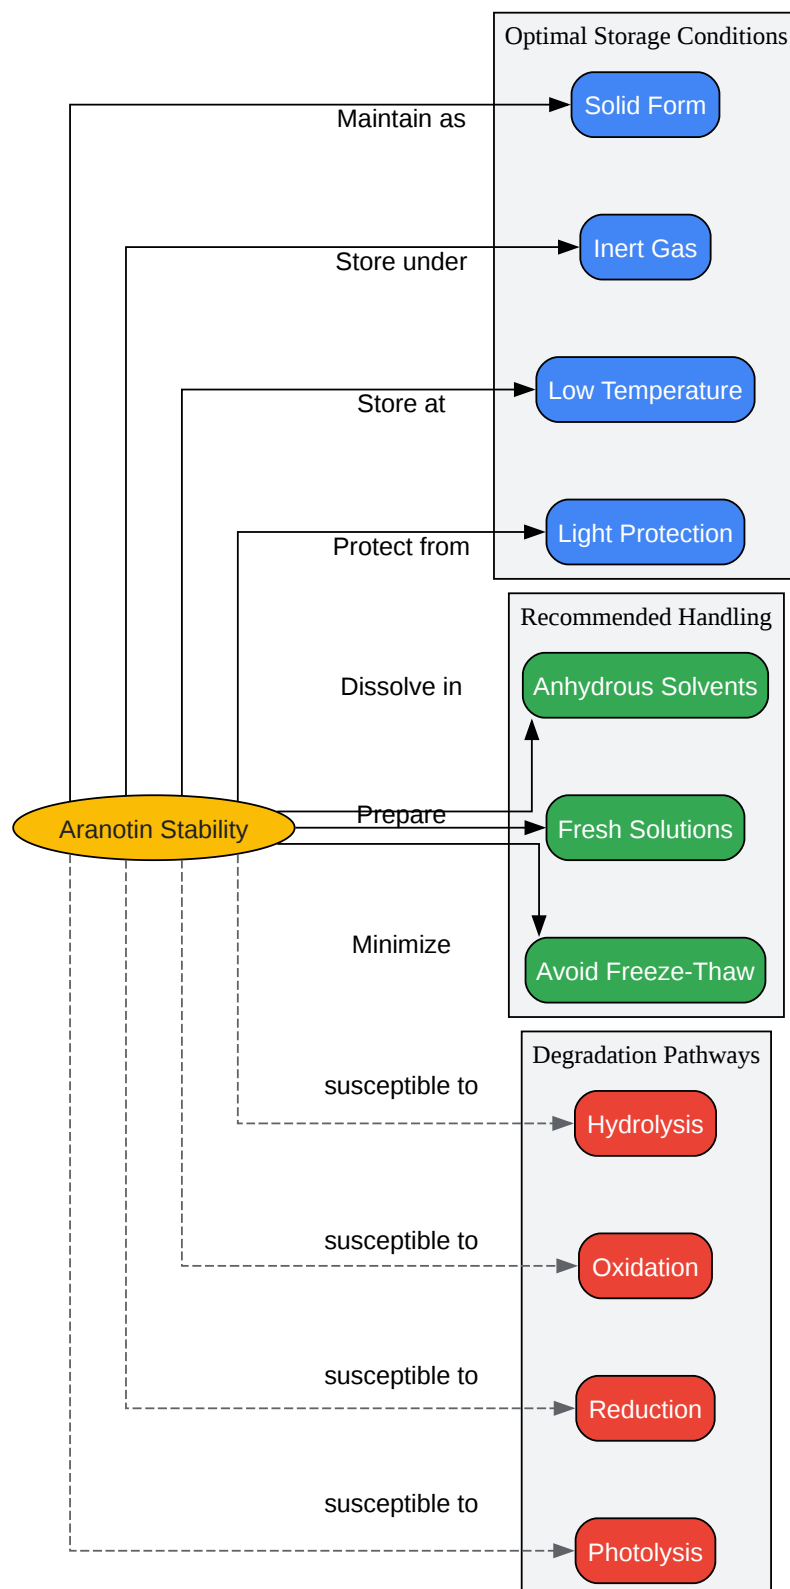 Optimal Storage Conditions
Maintain as
Solid Form
Store under
Inert Gas
Store at
Low Temperature
Protect from
Light Protection
Recommended Handling
Dissolve in
Anhydrous Solvents
Aranotin Stability
Prepare
Fresh Solutions
Minimize
Avoid Freeze-Thaw
Degradation Pathways
susceptible to
Hydrolysis
susceptible to
Oxidation
susceptible to
Reduction
susceptible to
Photolysis